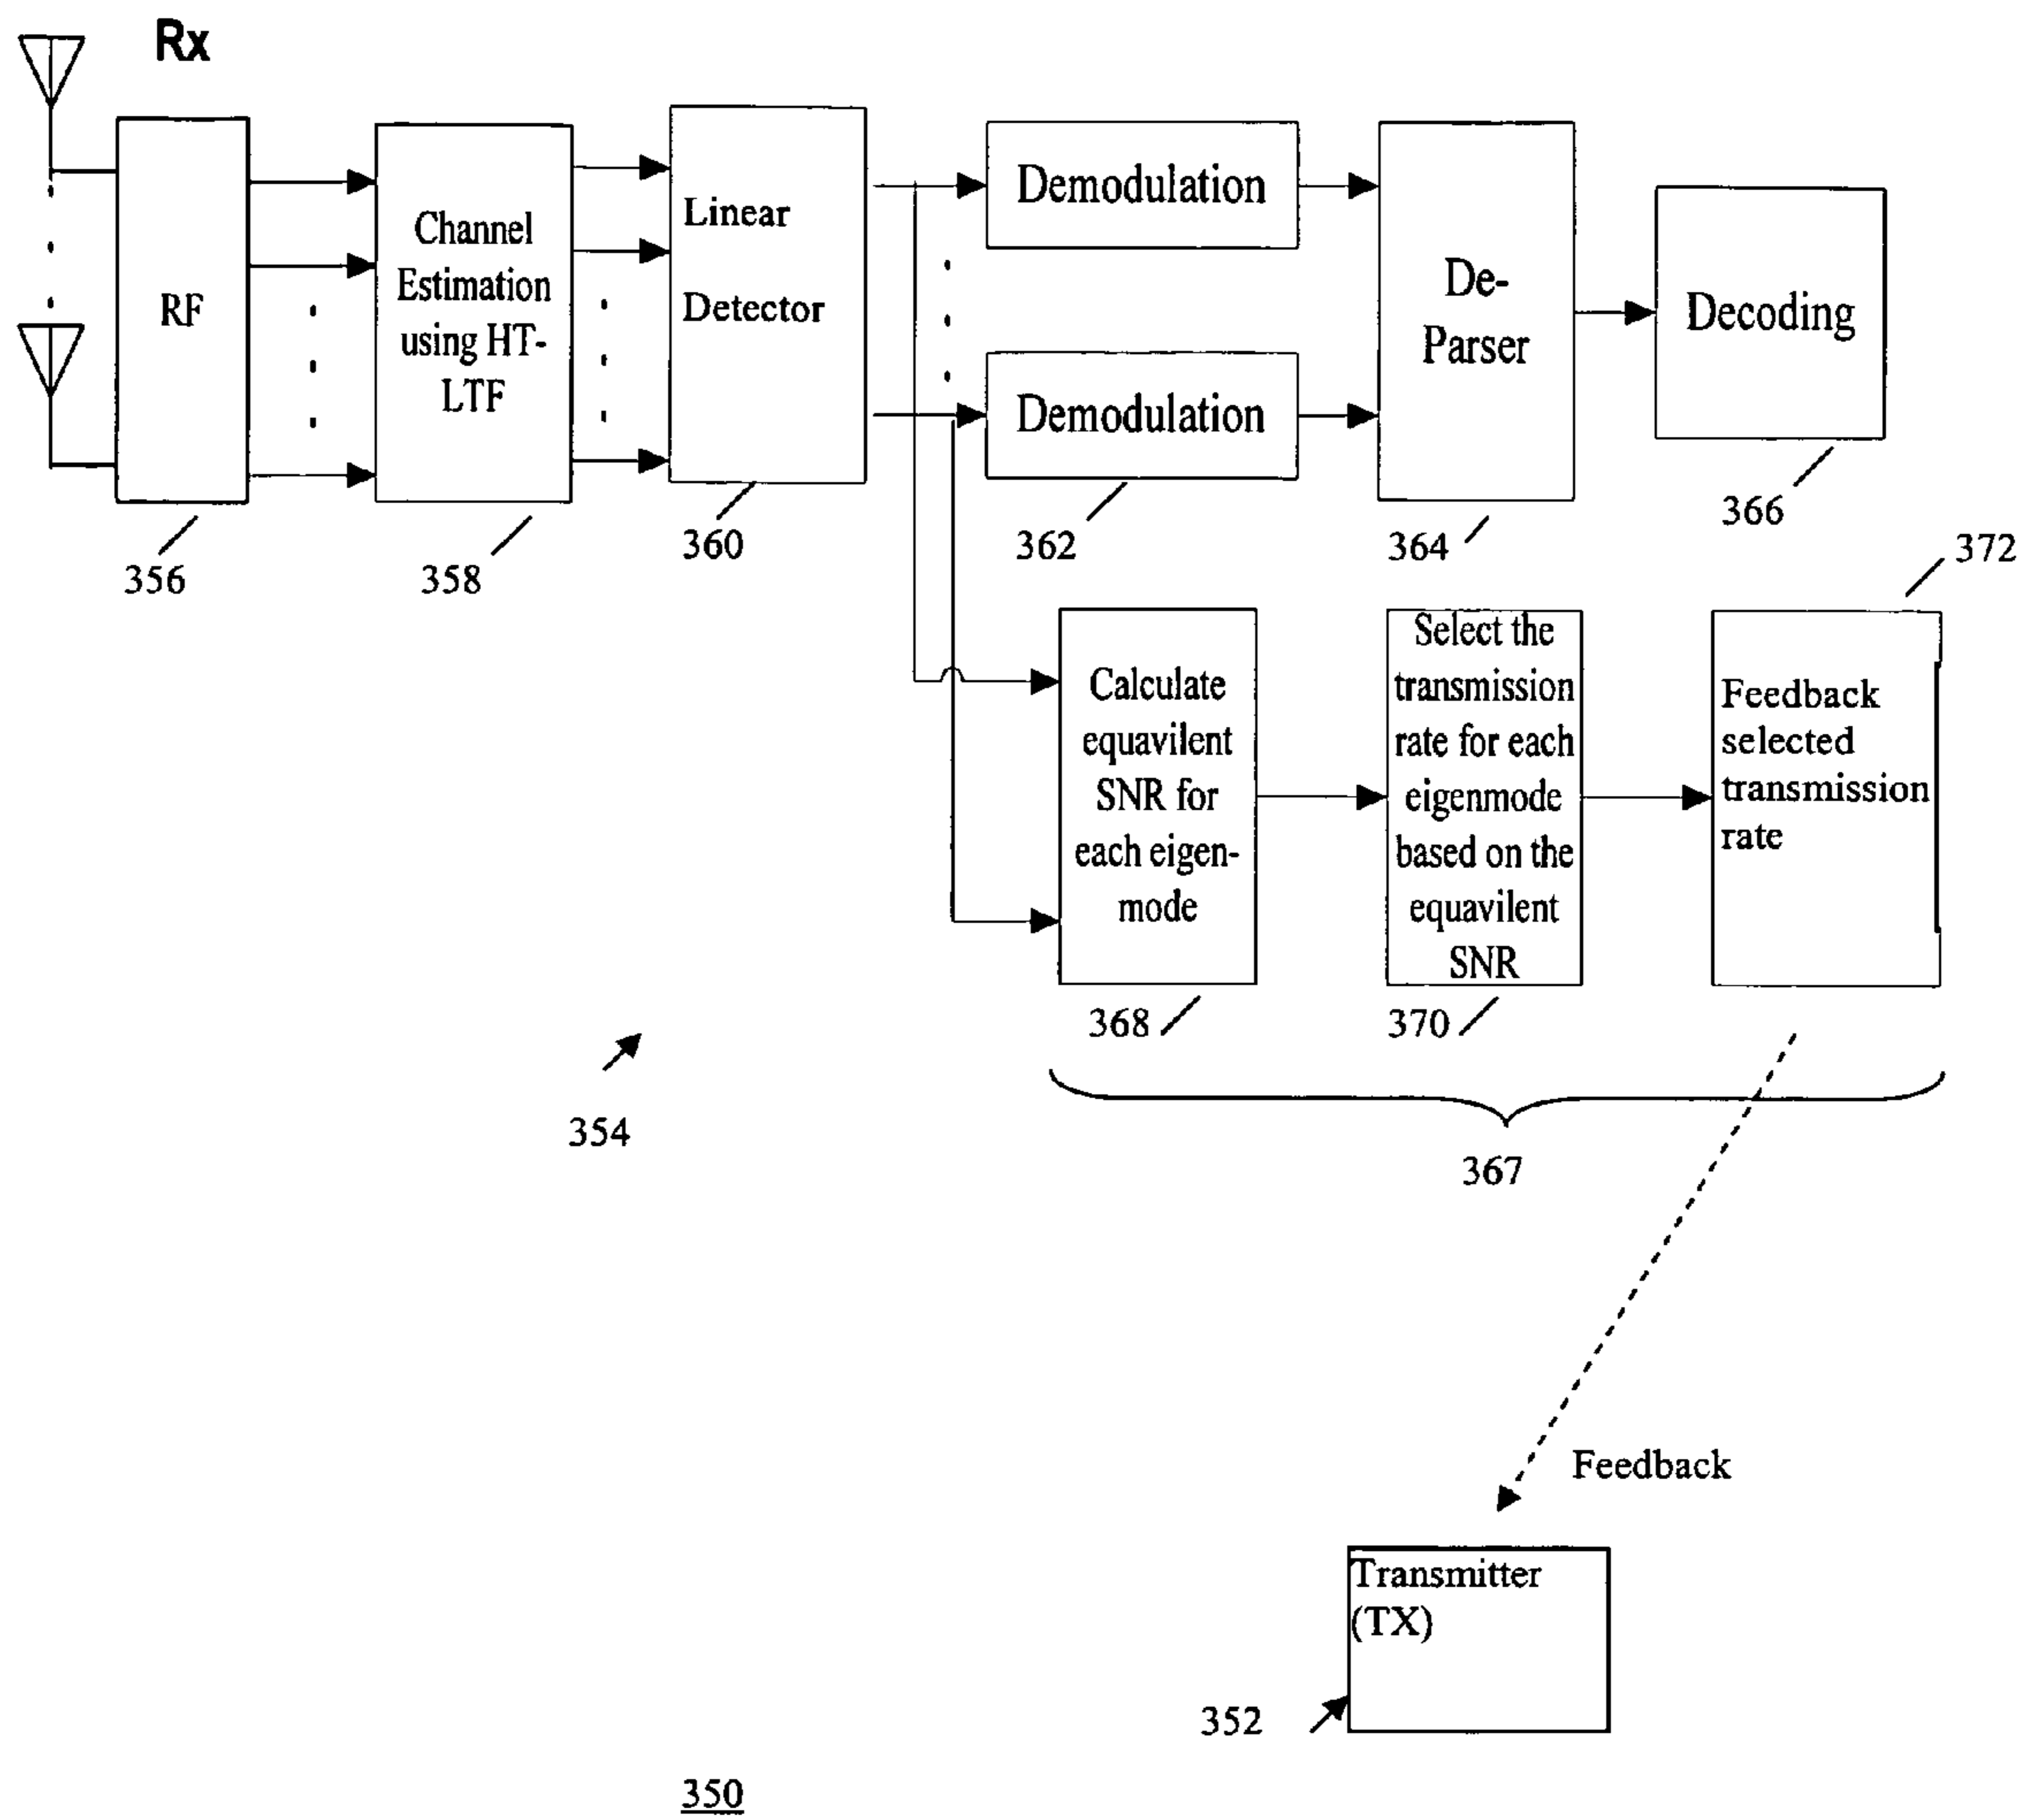 Rx
RF
Channel
Estimation
using HT-
LTF
Linear
Detector
Demodulation
Demodulation
De-
Parser
Decoding
356
358
360
362
364
366
372
Calculate
equavilent
SNR for
each eigen-
mode
Select the
transmission
rate for each
eigenmode
based on the
equavilent
SNR
Feedback
selected
transmission
rate
368
370
354
367
Feedback
Transmitter
(TX)
352
350